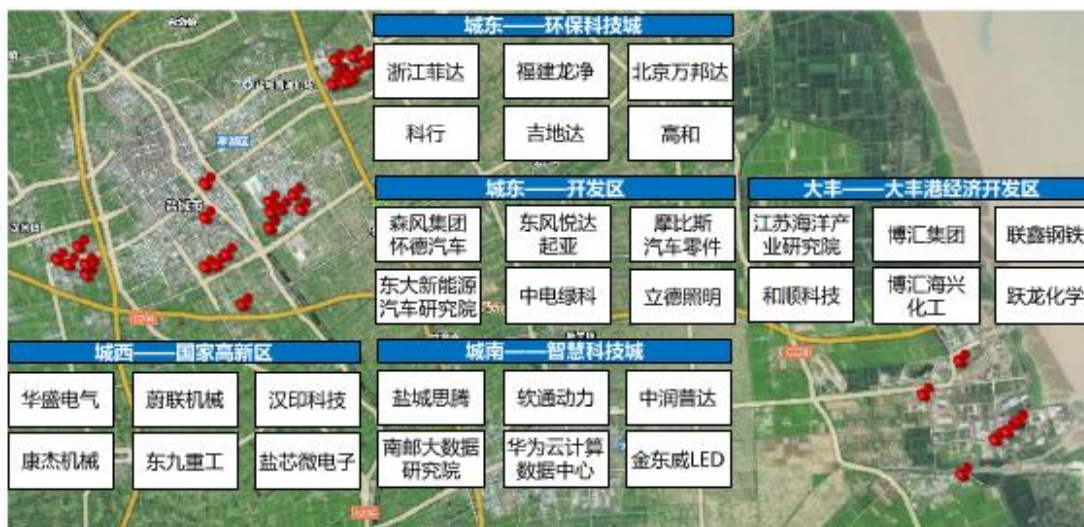 城东——环保科技城
浙江菲达
福建龙净
北京万邦达
科行
吉地达
高和
城东——开发区
森风集团
怀德汽车
东风悦达
起亚
摩比斯
汽车零件
东大新能源
汽车研究院
中电绿科
立德照明
大丰——大丰港经济开发区
江苏海洋产
业研究院
博汇集团
联鑫钢铁
和顺科技
博汇海兴
化工
跃龙化学
城西——国家高新区
华盛电气
蔚联机械
汉印科技
康杰机械
东九重工
盐芯微电子
城南——智慧科技城
盐城思腾
软通动力
中润普达
南邮大数据
研究院
华为云计算
数据中心
金东威LED